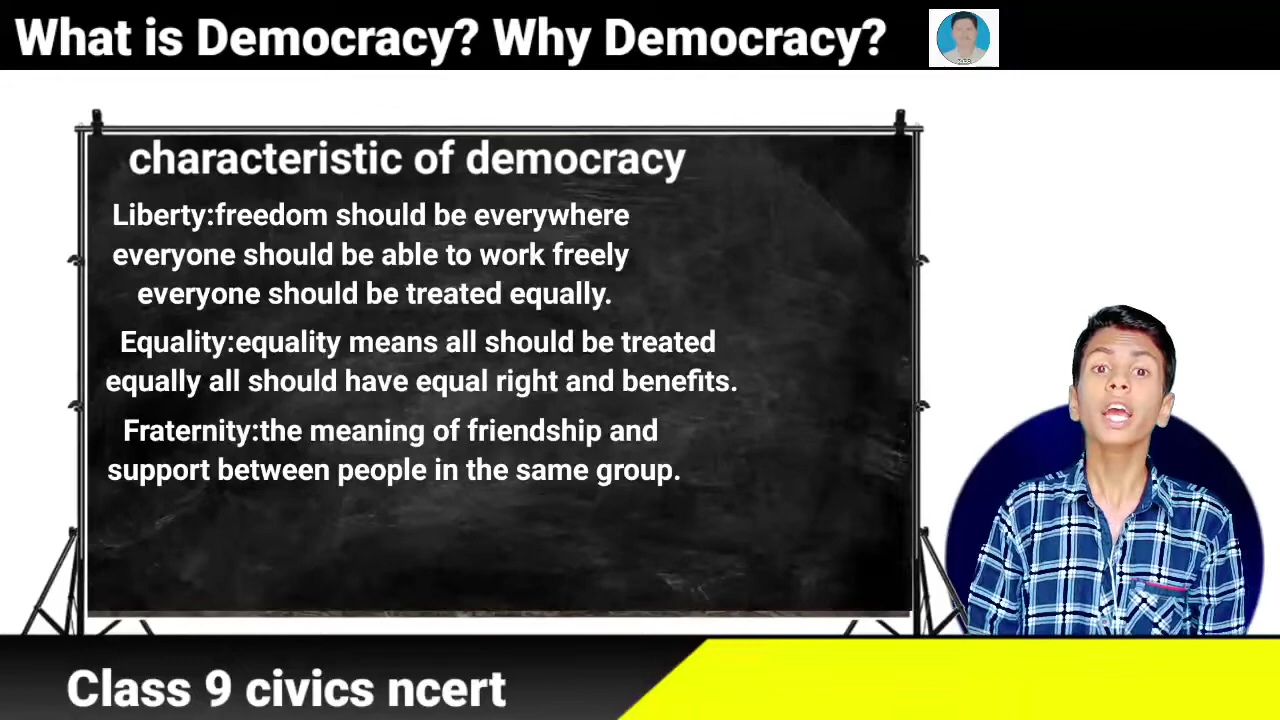 What is Democracy? Why Democracy?
characteristic of democracy
Liberty:freedom should be everywhere
everyone should be able to work freely
everyone should be treated equally.
Equality:equality means all should be treated
equally all should have equal right and benefits.
Fraternity:the meaning of friendship and
support between people in the same group.
Class 9 civics ncert